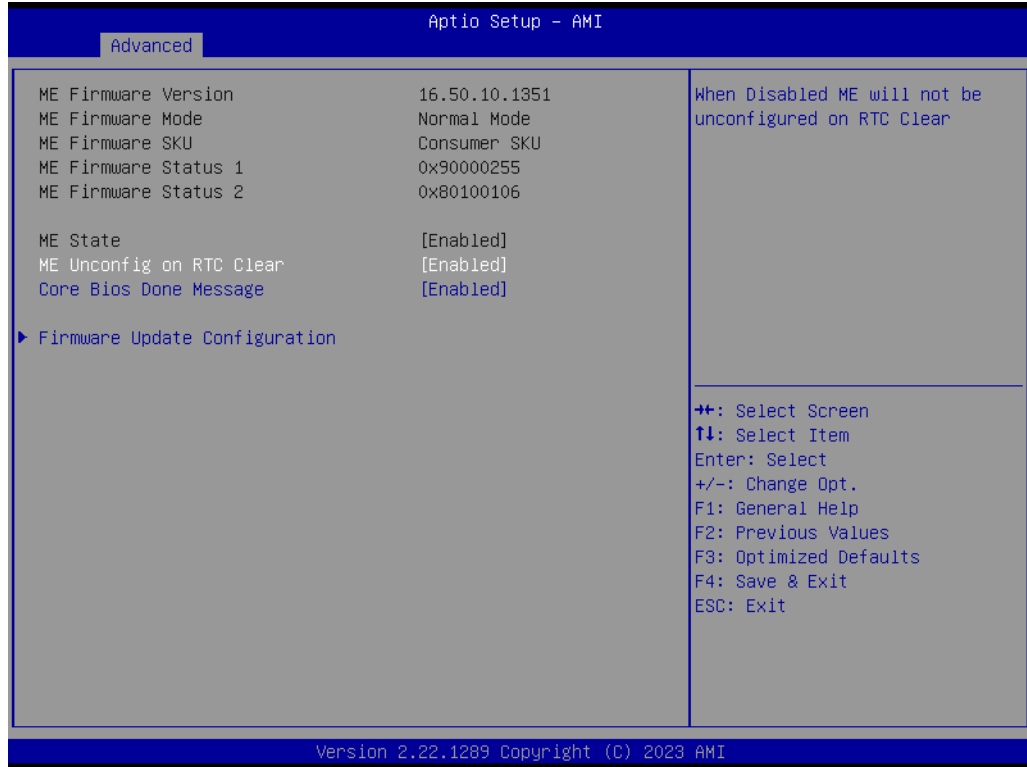 Aptio Setup – AMI
Advanced
ME Firmware Version 16.50.10.1351
ME Firmware Mode Normal Mode
ME Firmware SKU Consumer SKU
ME Firmware Status 1 0x90000255
ME Firmware Status 2 0x80100106
ME State [Enabled]
ME Unconfig on RTC Clear [Enabled]
Core Bios Done Message [Enabled]
Firmware Update Configuration
When Disabled ME will not be
unconfigured on RTC Clear
→←: Select Screen
↑↓: Select Item
Enter: Select
+/-: Change Opt.
F1: General Help
F2: Previous Values
F3: Optimized Defaults
F4: Save & Exit
ESC: Exit
Version 2.22.1289 Copyright (C) 2023 AMI